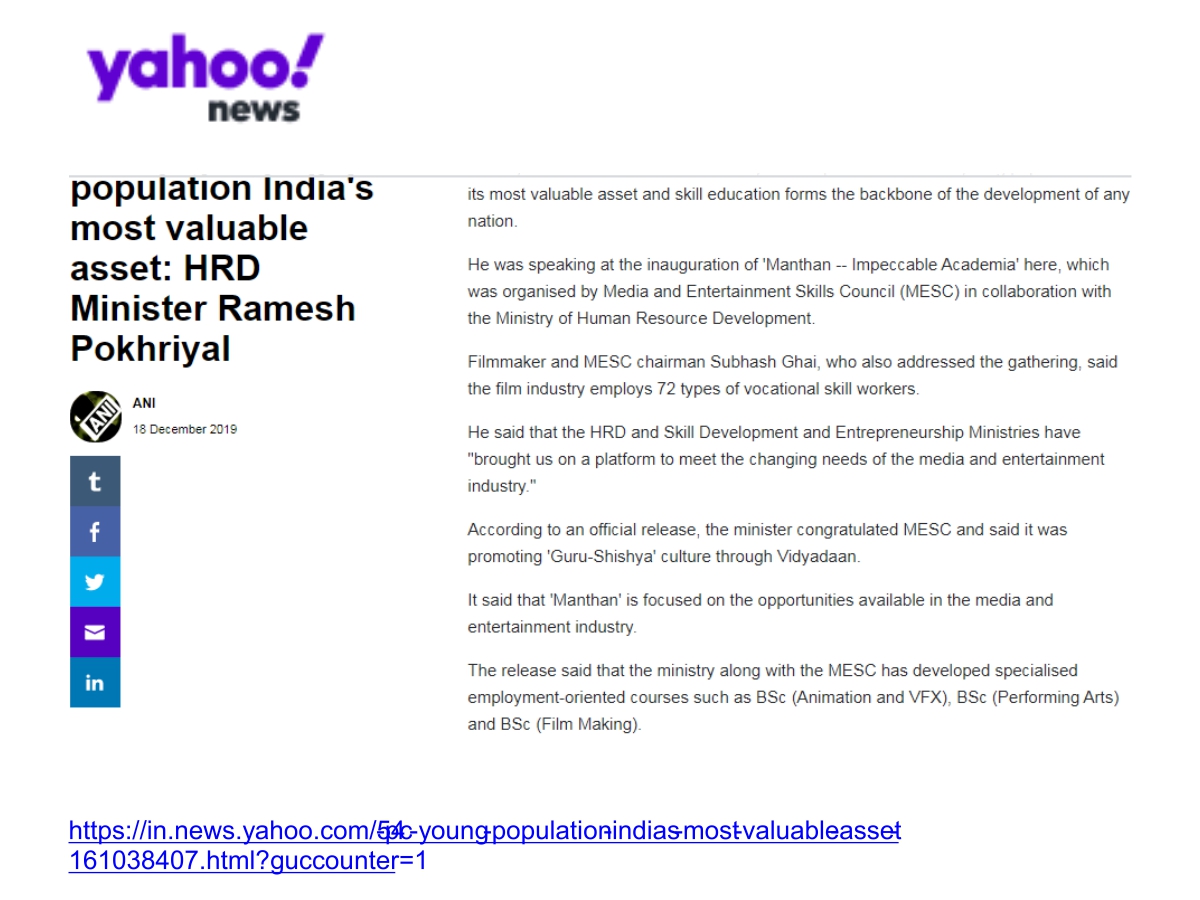 yahoo!
news
population India's
most valuable
asset: HRD
Minister Ramesh
Pokhriyal
ANI
ANI
18 December 2019
t
f
in
its most valuable asset and skill education forms the backbone of the development of any
nation.
He was speaking at the inauguration of 'Manthan -- Impeccable Academia' here, which
was organised by Media and Entertainment Skills Council (MESC) in collaboration with
the Ministry of Human Resource Development.
Filmmaker and MESC chairman Subhash Ghai, who also addressed the gathering, said
the film industry employs 72 types of vocational skill workers.
He said that the HRD and Skill Development and Entrepreneurship Ministries have
"brought us on a platform to meet the changing needs of the media and entertainment
industry."
According to an official release, the minister congratulated MESC and said it was
promoting 'Guru-Shishya' culture through Vidyadaan.
It said that 'Manthan' is focused on the opportunities available in the media and
entertainment industry.
The release said that the ministry along with the MESC has developed specialised
employment-oriented courses such as BSc (Animation and VFX), BSc (Performing Arts)
and BSc (Film Making).
https://in.news.yahoo.com/54-pc-young-population-indias-most-valuable-asset-
161038407.html?guccounter=1